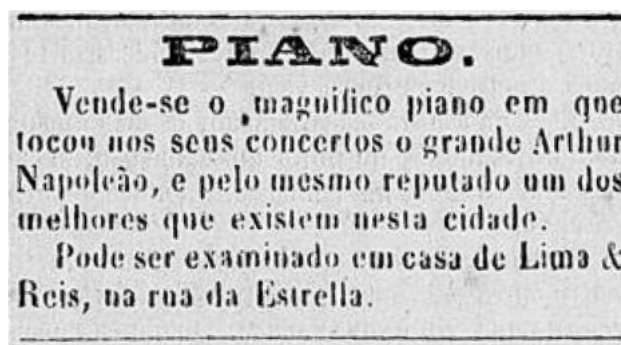 PIANO.
Vende-se o magnifico piano em que
tocou nos seus concertos o grande Arthur
Napoleão, e pelo mesmo reputado um dos
melhores que existem nesta cidade.
Pode ser examinado em casa de Lima &
Reis, na rua da Estrella.